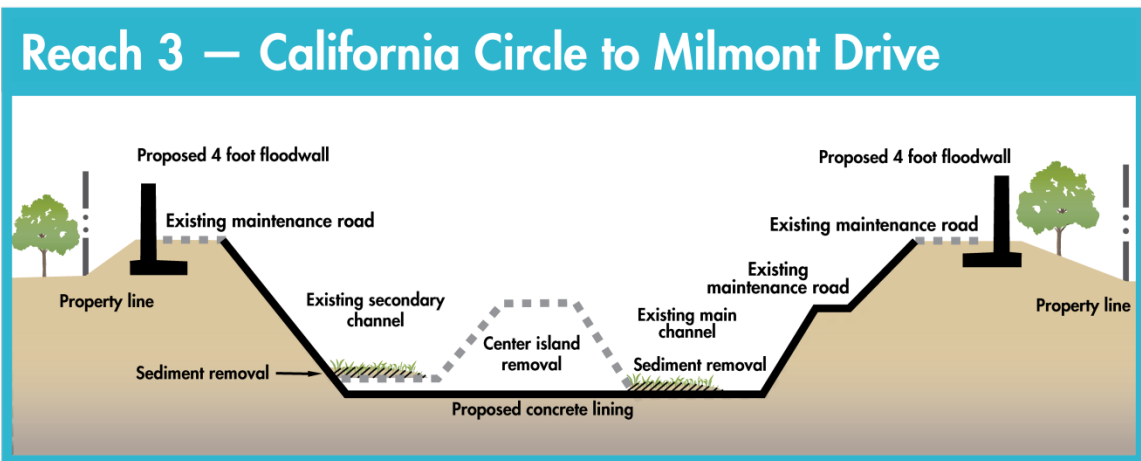 Reach 3 — California Circle to Milmont Drive
Proposed 4 foot floodwall
Proposed 4 foot floodwall
Existing maintenance road
Existing maintenance road
Existing
maintenance road
Property line
Existing secondary
channel
Existing main
channel
Property line
Center island
removal
Sediment removal
Sediment removal
Proposed concrete lining